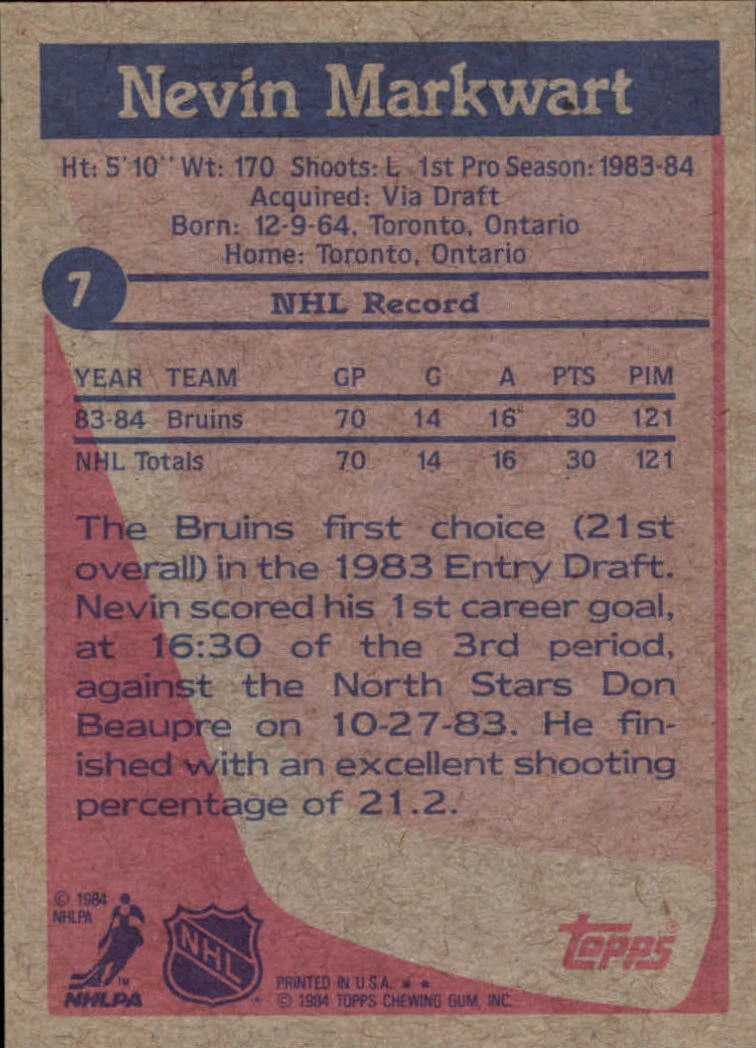 Nevin Markwart
Ht: 5'10'' Wt: 170 Shoots: L 1st Pro Season: 1983-84
Acquired: Via Draft
Born: 12-9-64, Toronto, Ontario
Home: Toronto, Ontario
7
NHL Record
YEAR TEAM GP G A PTS PIM
83-84 Bruins 70 14 16 30 121
NHL Totals 70 14 16 30 121
The Bruins first choice (21st
overall) in the 1983 Entry Draft.
Nevin scored his 1st career goal,
at 16:30 of the 3rd period,
against the North Stars Don
Beaupre on 10-27-83. He fin-
ished with an excellent shooting
percentage of 21.2.
© 1984
NHLPA
TM
NHLPA
NHL
®
PRINTED IN U.S.A. * *
© 1984 TOPPS CHEWING GUM, INC.
topps®